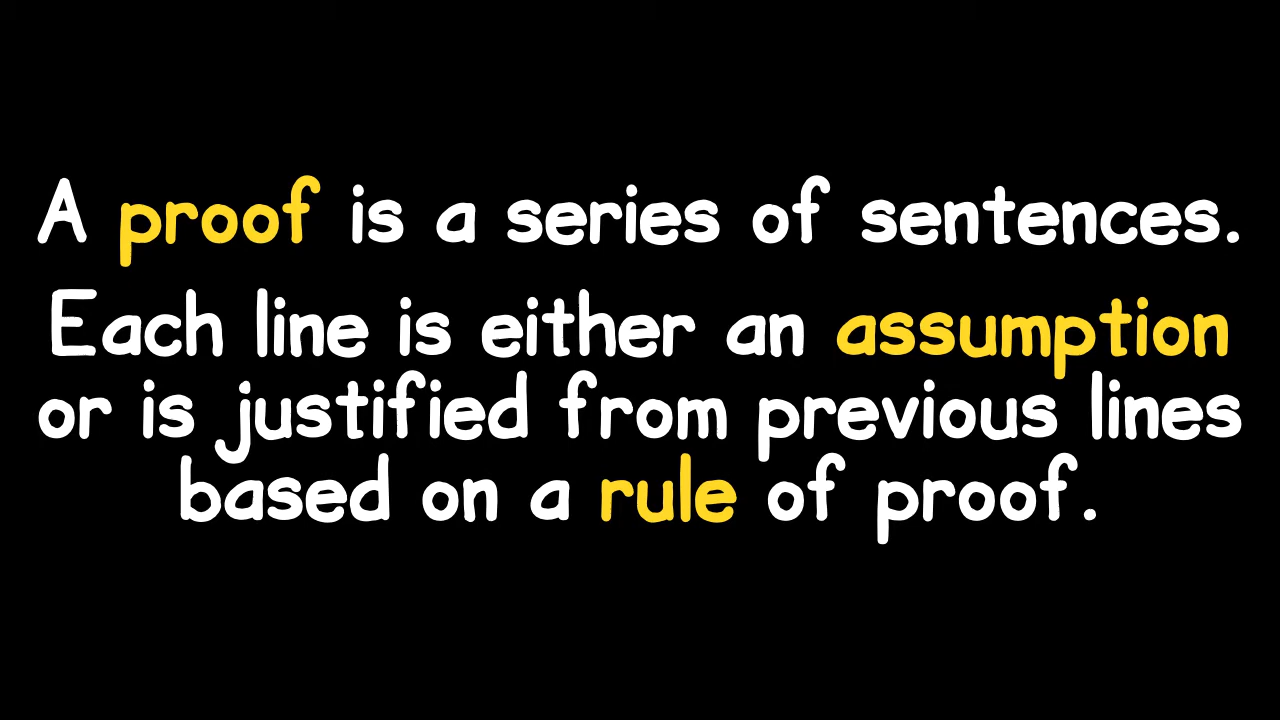 A proof is a series of sentences.
Each line is either an assumption
or is justified from previous lines
based on a rule of proof.